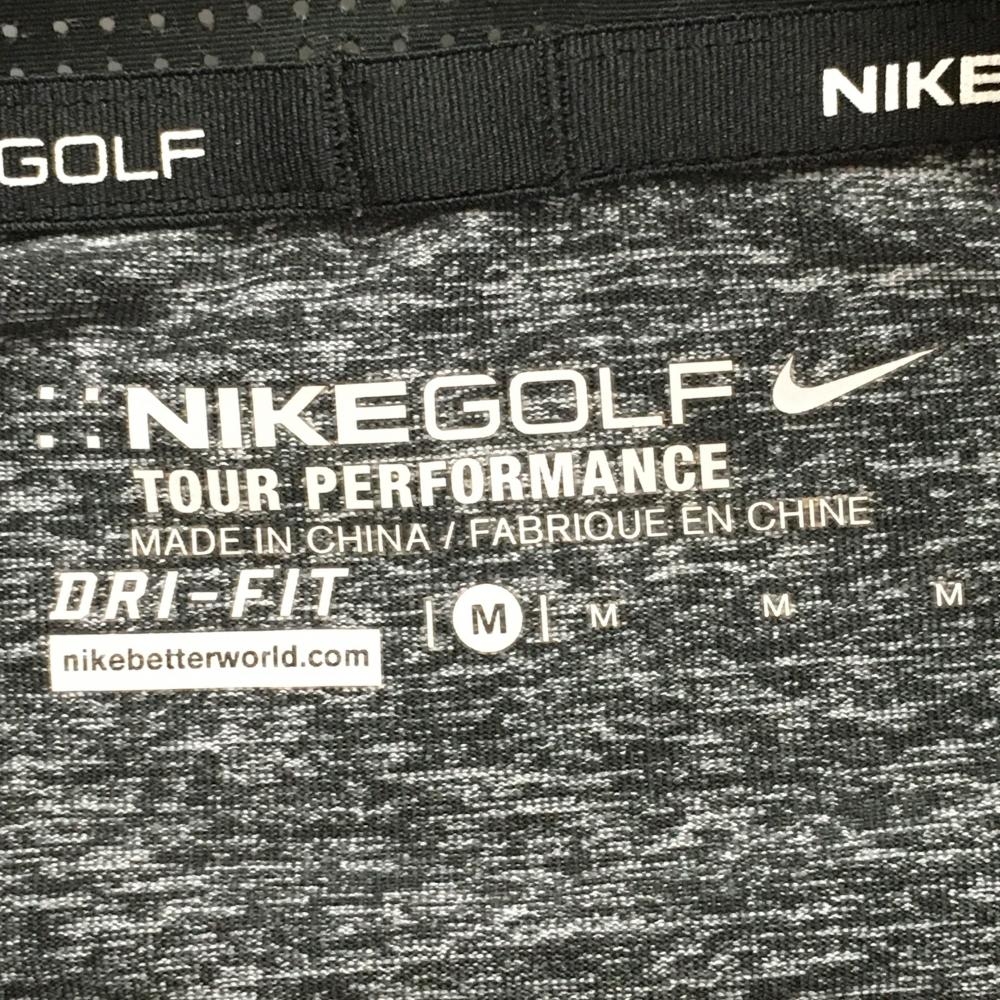 GOLF
NIKE
NIKEGOLF
TOUR PERFORMANCE
MADE IN CHINA / FABRIQUE EN CHINE
DRI-FIT
nikebetterworld.com
[ M ] M M M